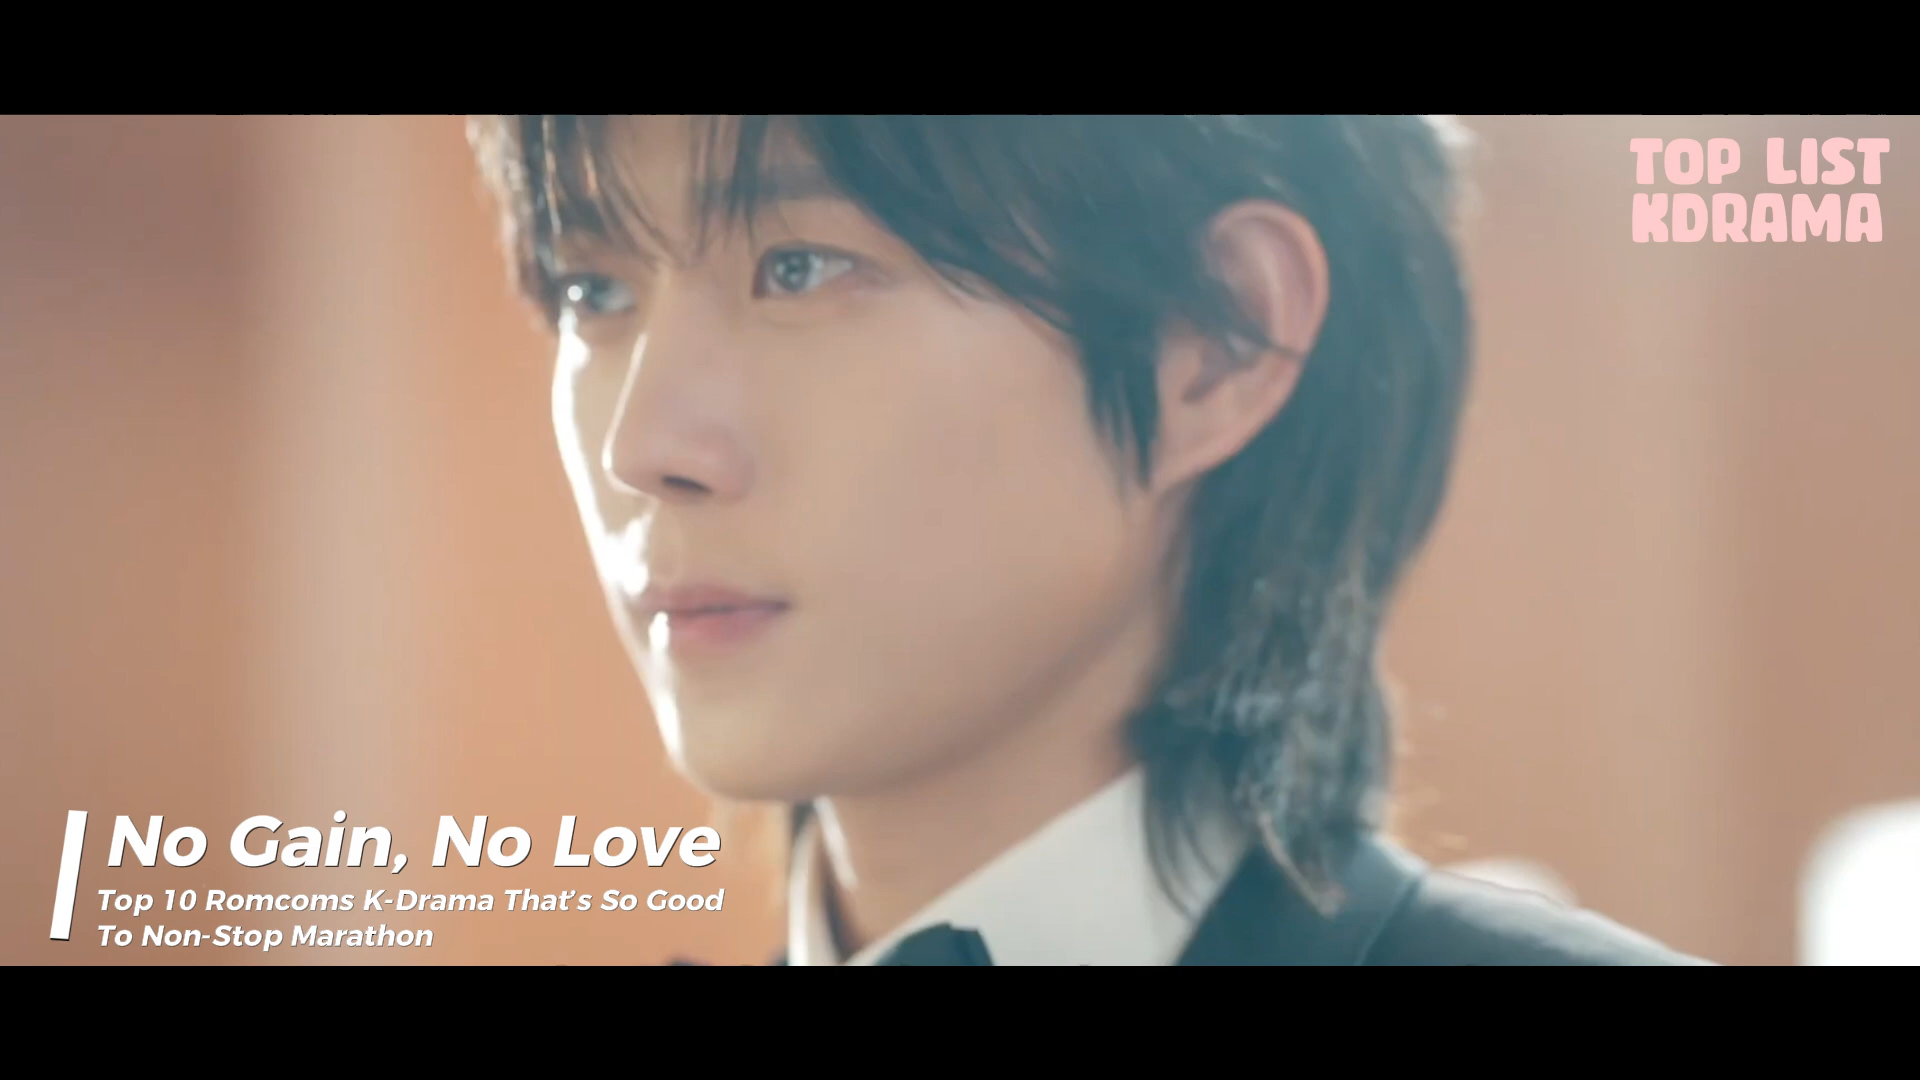 TOP LIST
KDRAMA
No Gain, No Love
Top 10 Romcoms K-Drama That's So Good
To Non-Stop Marathon